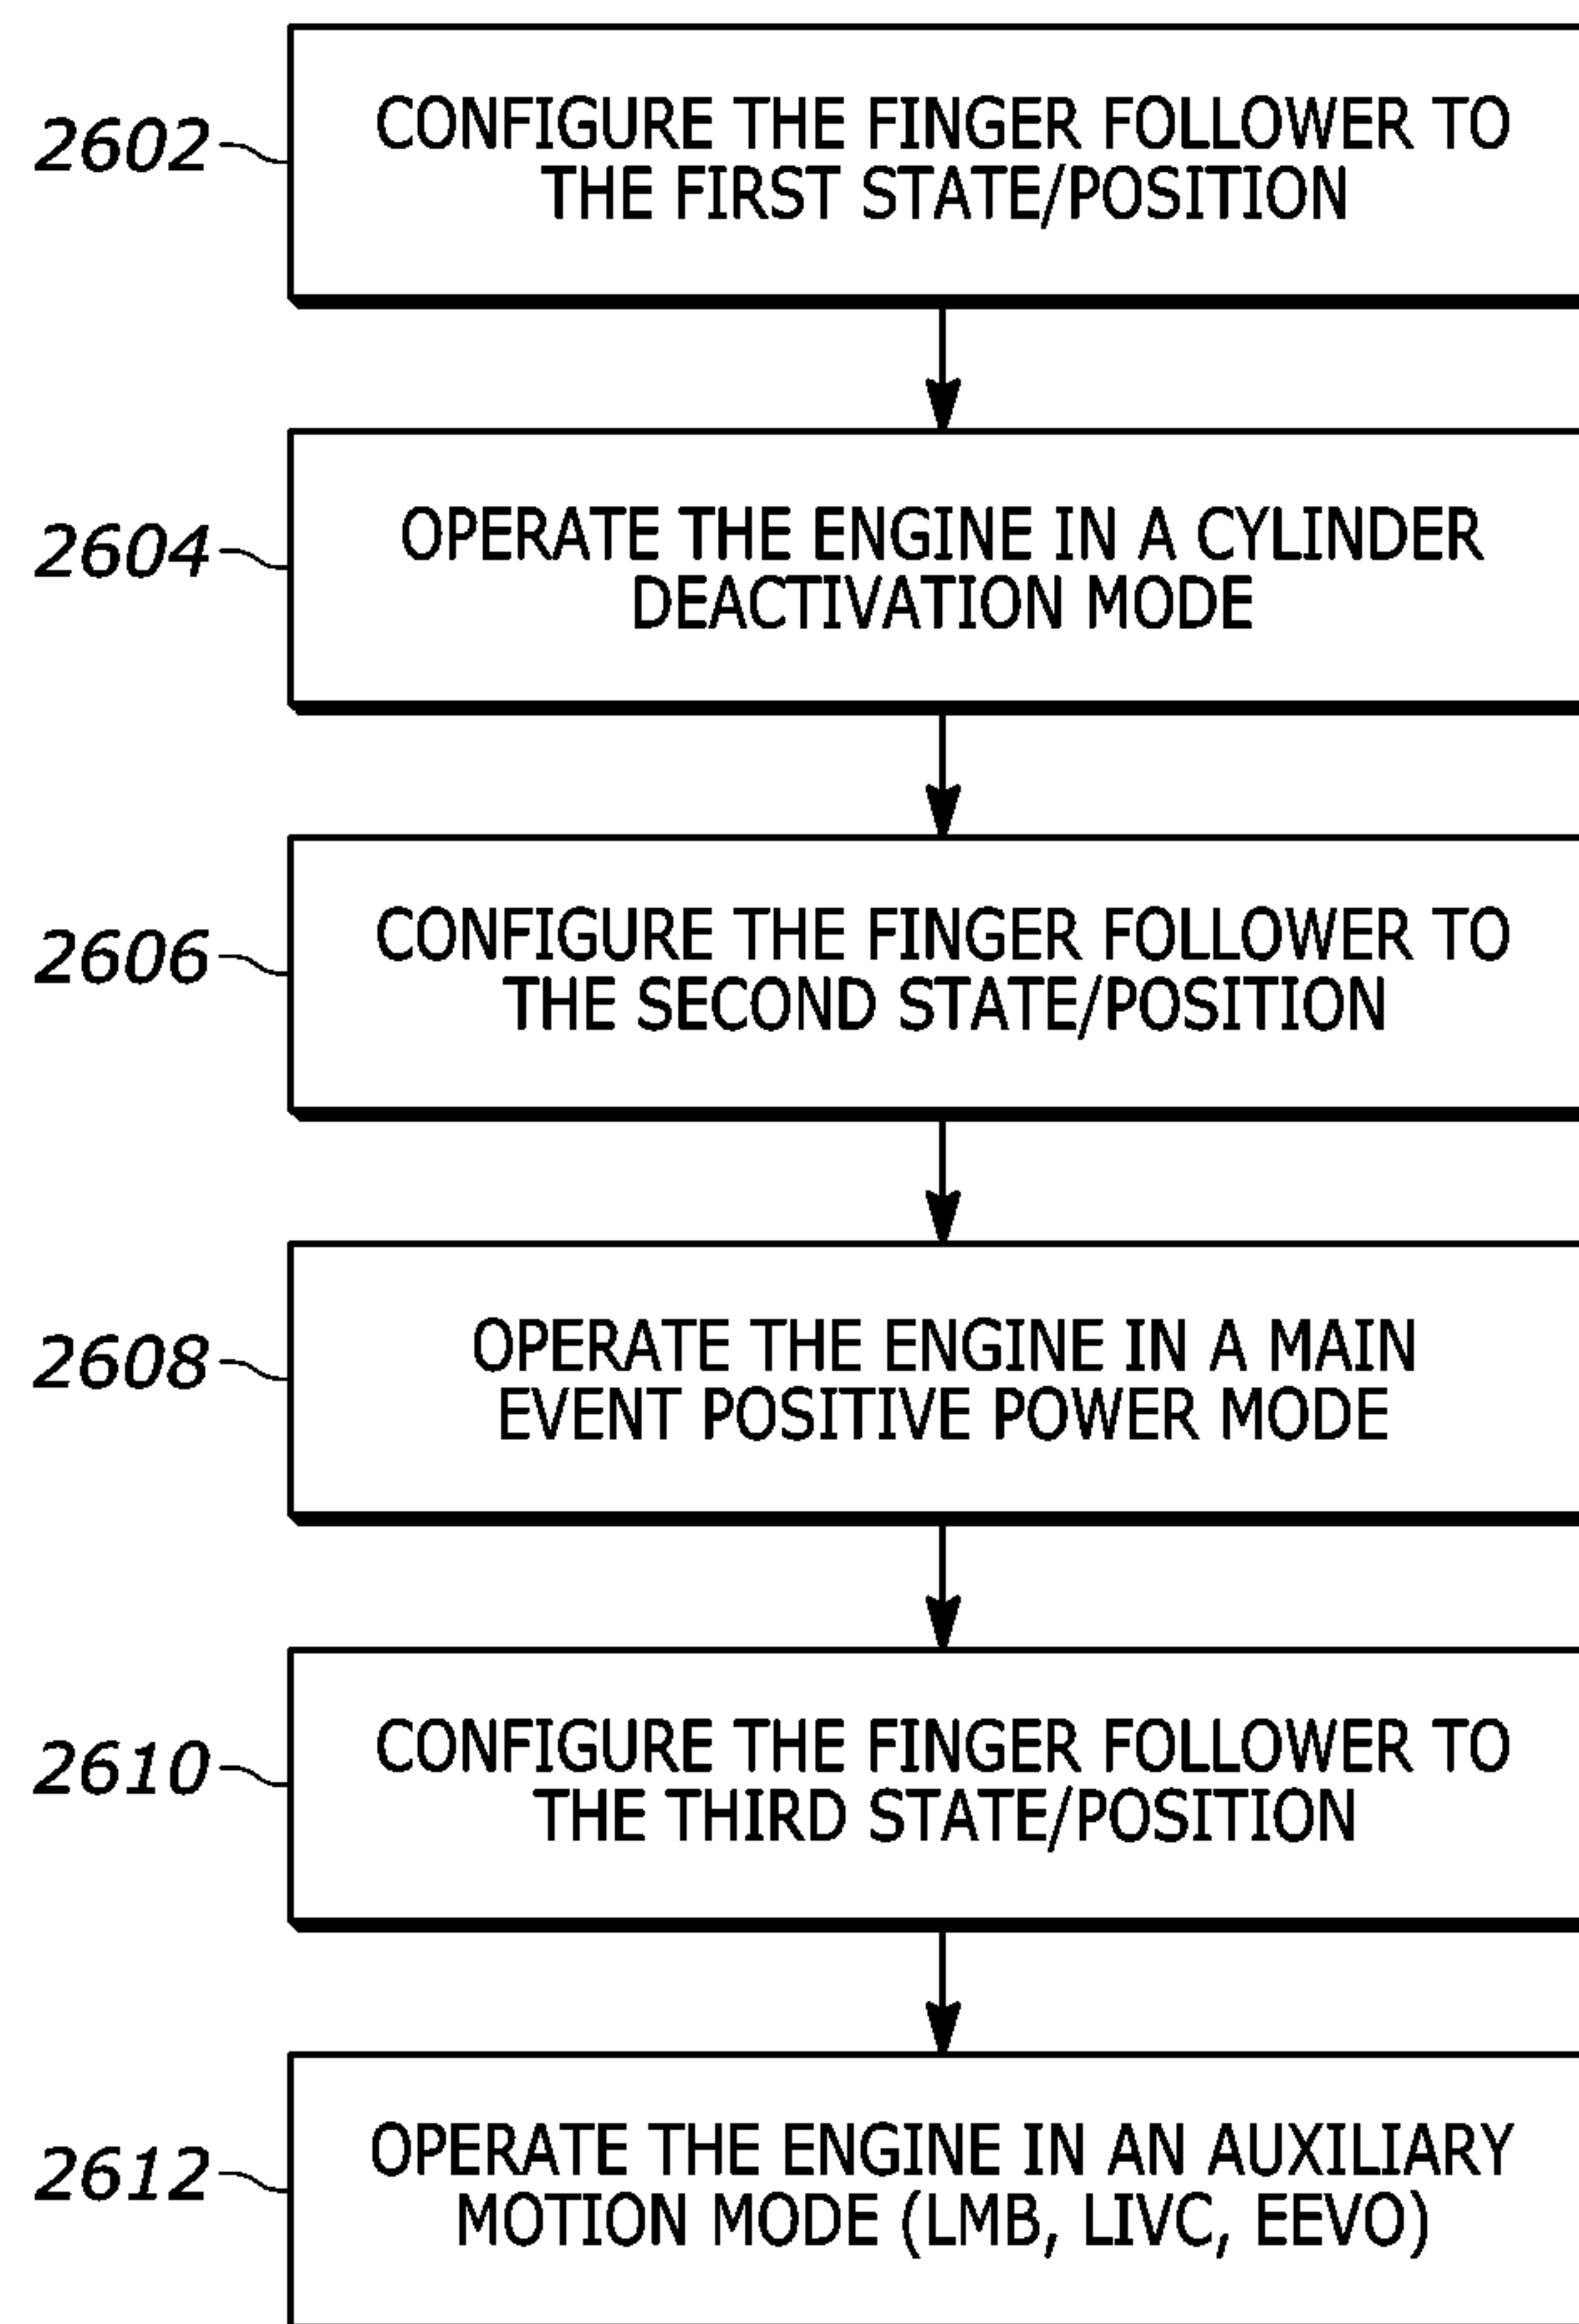 2602
CONFIGURE THE FINGER FOLLOWER TO
THE FIRST STATE/POSITION
2604
OPERATE THE ENGINE IN A CYLINDER
DEACTIVATION MODE
2606
CONFIGURE THE FINGER FOLLOWER TO
THE SECOND STATE/POSITION
2608
OPERATE THE ENGINE IN A MAIN
EVENT POSITIVE POWER MODE
2610
CONFIGURE THE FINGER FOLLOWER TO
THE THIRD STATE/POSITION
2612
OPERATE THE ENGINE IN AN AUXILIARY
MOTION MODE (LMB, LIVC, EEVO)